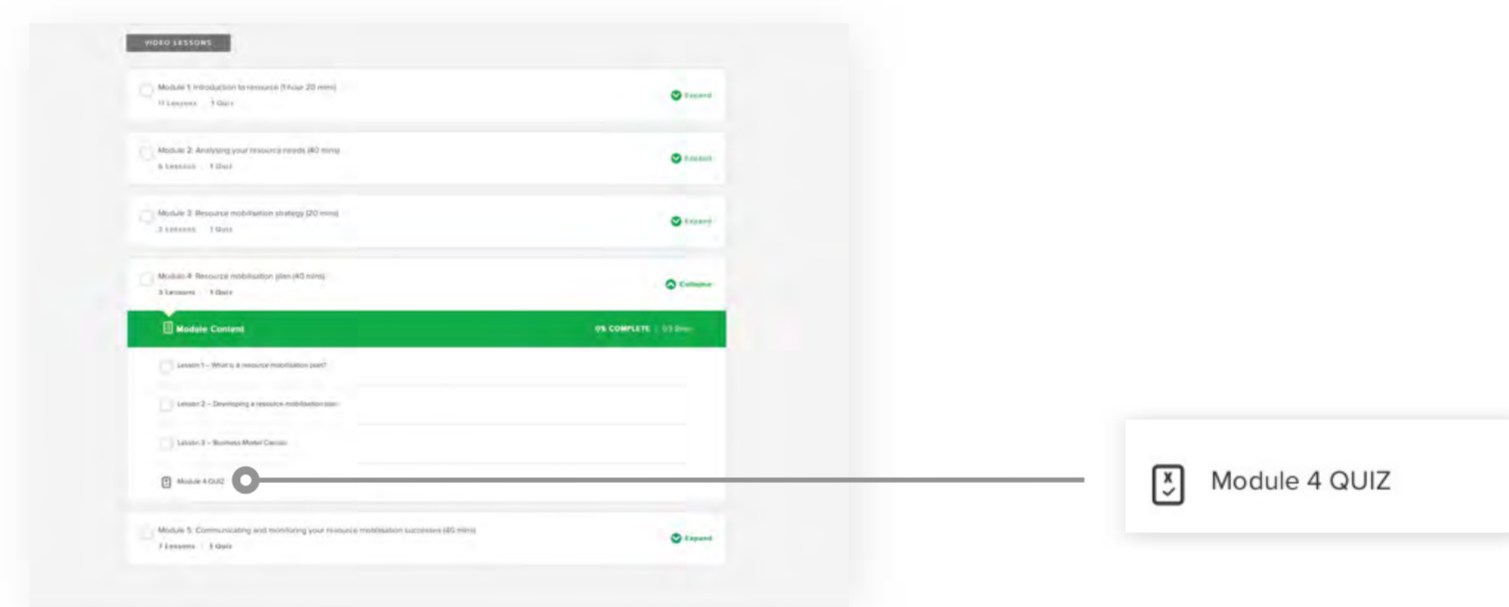 VIDEO LESSONS
Module 1: Introduction to resource (1 hour 20 mins)
11 Lessons 1 Quiz
Expand
Module 2: Analysing your resource needs (40 mins)
6 Lessons 1 Quiz
Expand
Module 3: Resource mobilisation strategy (20 mins)
2 Lessons 1 Quiz
Expand
Module 4: Resource mobilisation plan (40 mins)
3 Lessons 1 Quiz
Collapse
Module Content
0% COMPLETE | 0/3 Steps
Lesson 1 – What is a resource mobilisation plan?
Lesson 2 – Developing a resource mobilisation plan
Lesson 3 – Business Model Canvas
Module 4 QUIZ
Module 4 QUIZ
Module 5: Communicating and monitoring your resource mobilisation successes (45 mins)
7 Lessons 1 Quiz
Expand